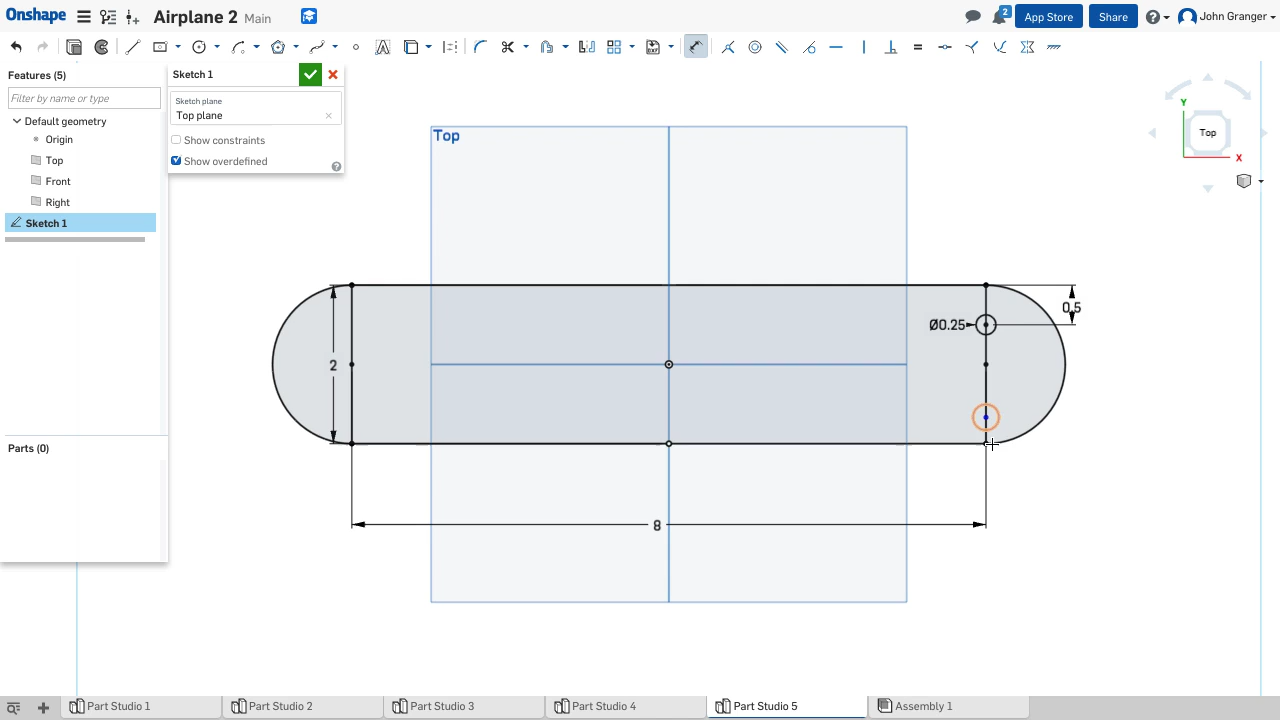 Onshape
Airplane 2 Main
2
App Store
Share
John Granger
Features (5)
Filter by name or type
Default geometry
Origin
Top
Front
Right
Sketch 1
Sketch 1
Sketch plane
Top plane
Show constraints
Show overdefined
Top
Y
Top
X
0.5
Ø0.25
2
8
Parts (0)
Part Studio 1
Part Studio 2
Part Studio 3
Part Studio 4
Part Studio 5
Assembly 1